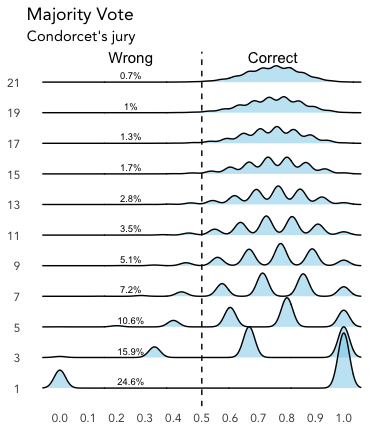 Majority Vote
Condorcet's jury
Wrong Correct
21 0.7%
19 1%
17 1.3%
15 1.7%
13 2.8%
11 3.5%
9 5.1%
7 7.2%
5 10.6%
3 15.9%
1 24.6%
0.0 0.1 0.2 0.3 0.4 0.5 0.6 0.7 0.8 0.9 1.0